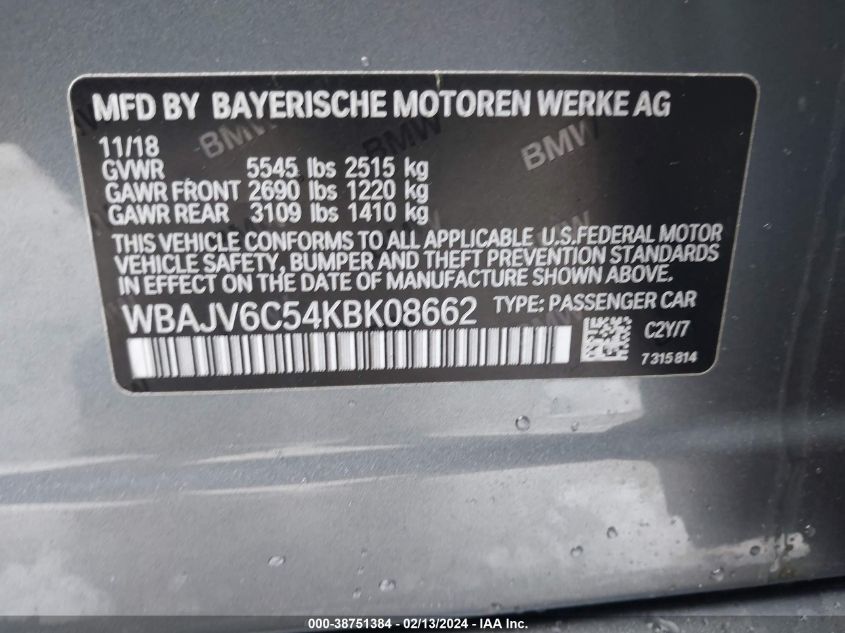 MFD BY BAYERISCHE MOTOREN WERKE AG
11/18
GVWR 5545 lbs 2515 kg
GAWR FRONT 2690 lbs 1220 kg
GAWR REAR 3109 lbs 1410 kg
THIS VEHICLE CONFORMS TO ALL APPLICABLE U.S.FEDERAL MOTOR
VEHICLE SAFETY, BUMPER AND THEFT PREVENTION STANDARDS
IN EFFECT ON THE DATE OF MANUFACTURE SHOWN ABOVE.
WBAJV6C54KBK08662 TYPE: PASSENGER CAR
C2Y/7
7315814
BMW
BMW
BMW
000-38751384 - 02/13/2024 - IAA Inc.